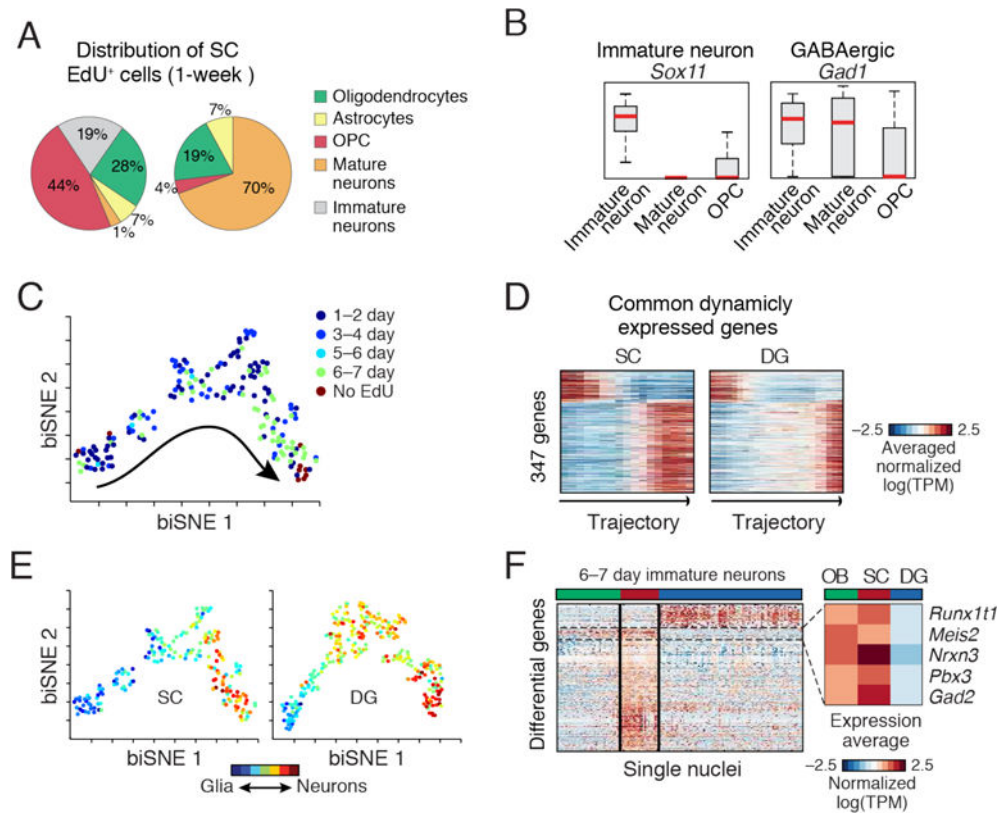 A
Distribution of SC
EdU⁺ cells (1-week )
19%
28%
7%
1%
44%
7%
19%
4%
70%
Oligodendrocytes
Astrocytes
OPC
Mature
neurons
Immature
neurons
B
Immature neuron
Sox11
Immature
neuron
Mature
neuron
OPC
GABAergic
Gad1
Immature
neuron
Mature
neuron
OPC
C
biSNE 2
biSNE 1
1–2 day
3–4 day
5–6 day
6–7 day
No EdU
D
Common dynamicly
expressed genes
SC
DG
347 genes
Trajectory
Trajectory
–2.5 2.5
Averaged
normalized
log(TPM)
E
biSNE 2
SC
DG
biSNE 1
biSNE 1
Glia Neurons
F
6–7 day immature neurons
Differential genes
Single nuclei
OB SC DG
Runx1t1
Meis2
Nrxn3
Pbx3
Gad2
Expression
average
–2.5 2.5
Normalized
log(TPM)